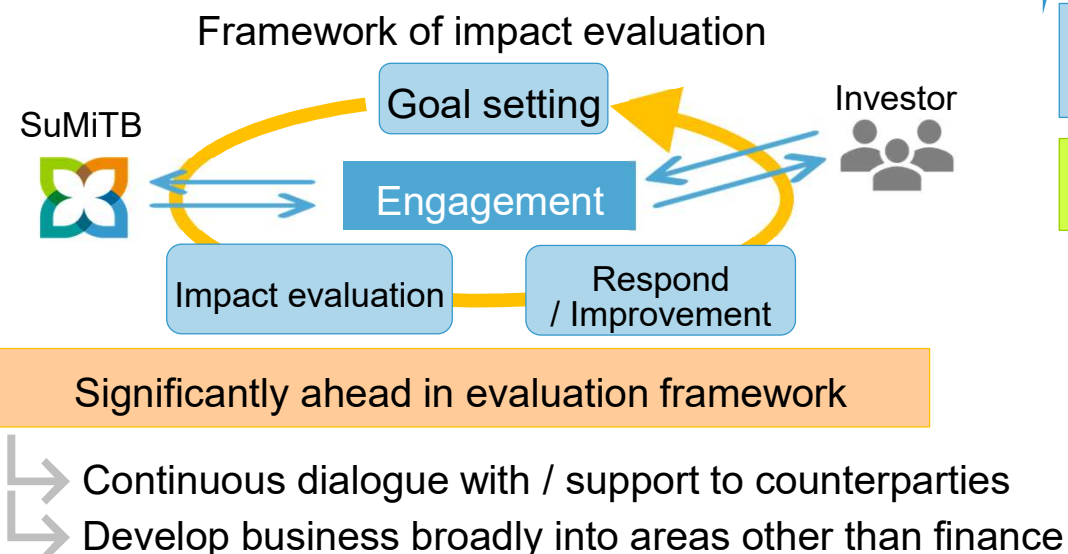 Framework of impact evaluation
Goal setting
Investor
SuMiTB
Engagement
Impact evaluation
Respond
/ Improvement
Significantly ahead in evaluation framework
Continuous dialogue with / support to counterparties
Develop business broadly into areas other than finance